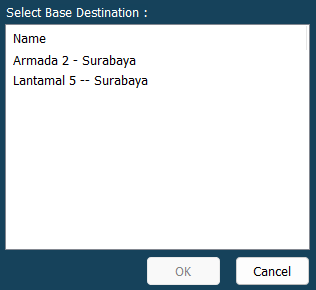 Select Base Destination :
Name
Armada 2 - Surabaya
Lantamal 5 -- Surabaya
OK
Cancel